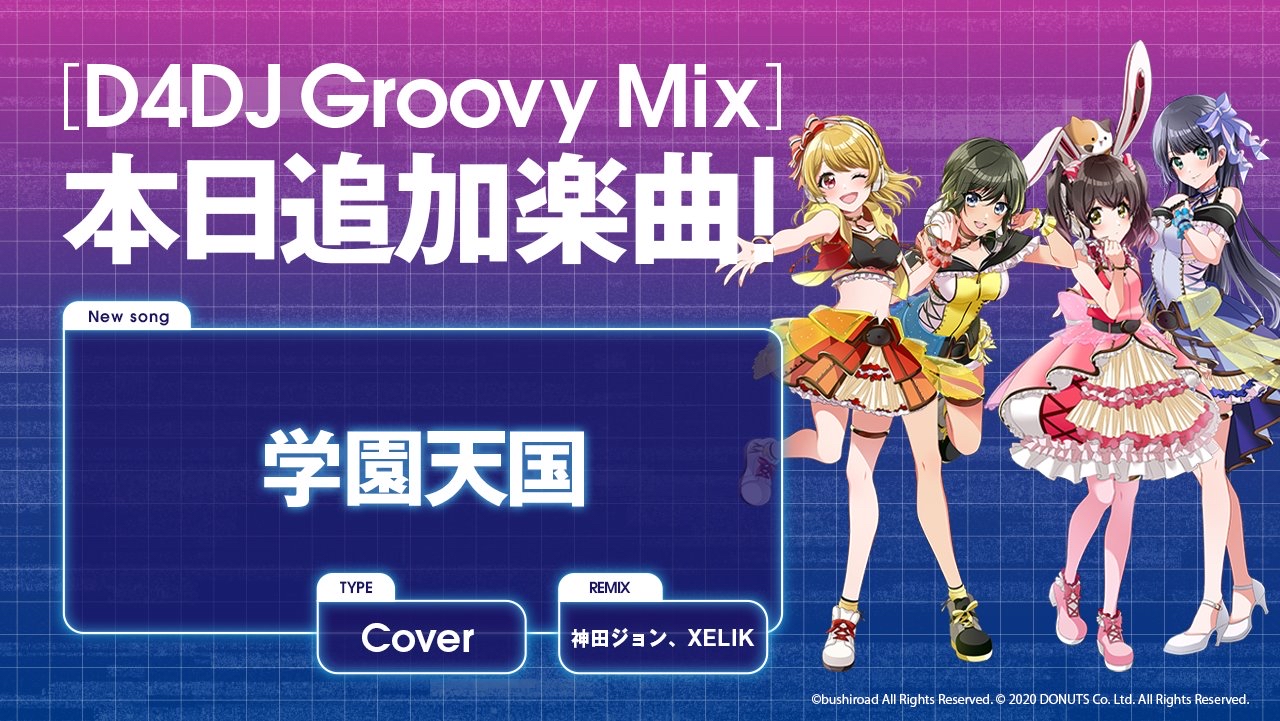 [D4DJ Groovy Mix]
本日追加楽曲!
New song
学園天国
TYPE
Cover
REMIX
神田ジョン、XELIK
©bushiroad All Rights Reserved. © 2020 DONUTS Co. Ltd. All Rights Reserved.